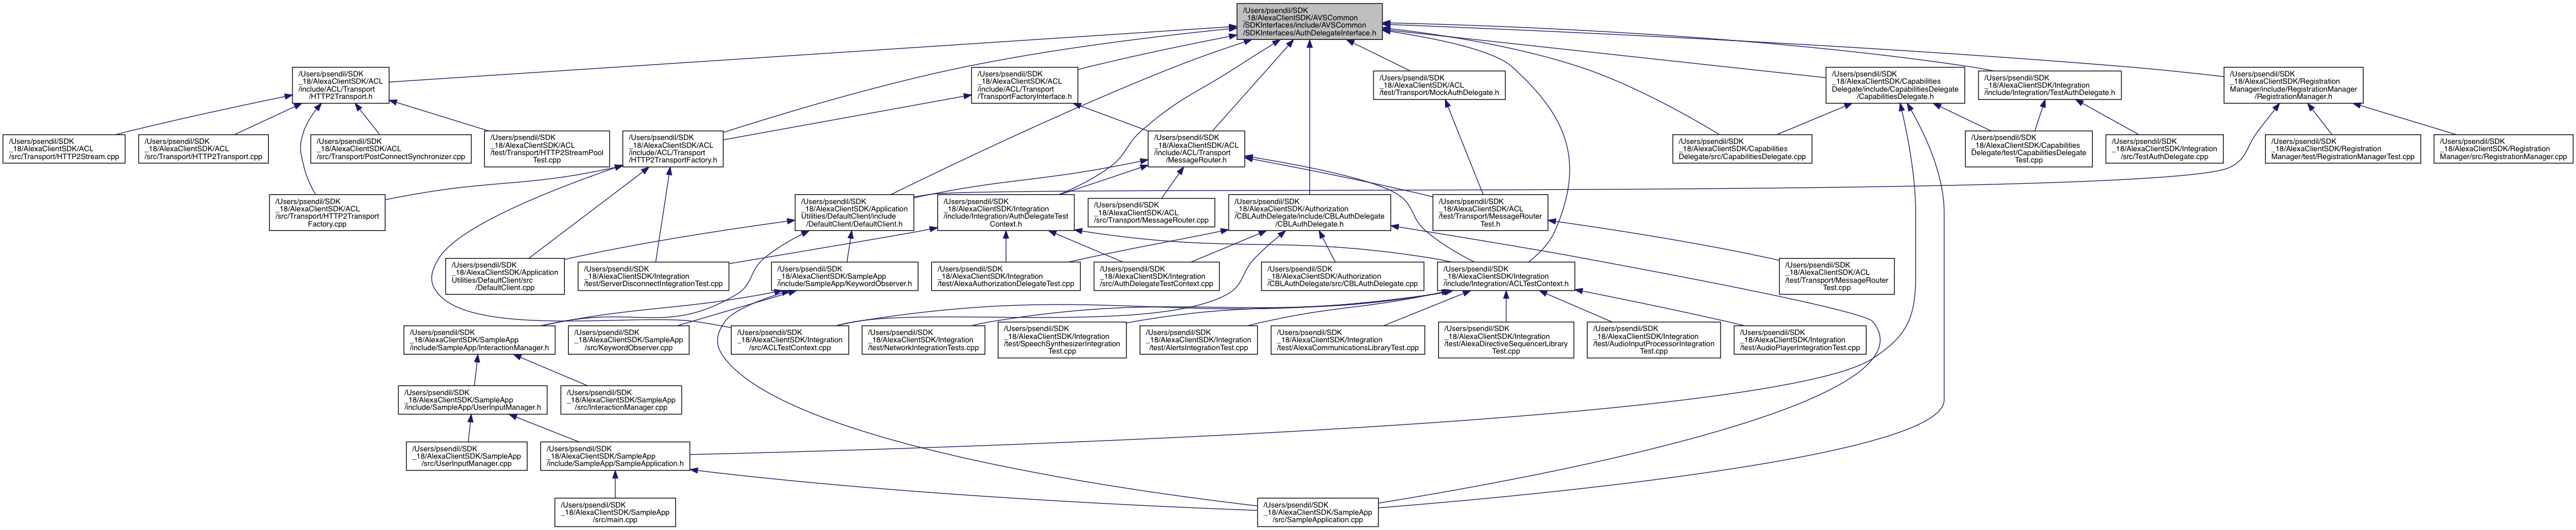 /Users/psendil/SDK
_18/AlexaClientSDK/AVSCommon
/SDKInterfaces/include/AVSCommon
/SDKInterfaces/AuthDelegateInterface.h
/Users/psendil/SDK
_18/AlexaClientSDK/ACL
/include/ACL/Transport
/HTTP2Transport.h
/Users/psendil/SDK
_18/AlexaClientSDK/ACL
/include/ACL/Transport
/TransportFactoryInterface.h
/Users/psendil/SDK
_18/AlexaClientSDK/ACL
/test/Transport/MockAuthDelegate.h
/Users/psendil/SDK
_18/AlexaClientSDK/Capabilities
Delegate/include/CapabilitiesDelegate
/CapabilitiesDelegate.h
/Users/psendil/SDK
_18/AlexaClientSDK/Integration
/include/Integration/TestAuthDelegate.h
/Users/psendil/SDK
_18/AlexaClientSDK/Registration
Manager/include/RegistrationManager
/RegistrationManager.h
/Users/psendil/SDK
_18/AlexaClientSDK/ACL
/src/Transport/HTTP2Stream.cpp
/Users/psendil/SDK
_18/AlexaClientSDK/ACL
/src/Transport/HTTP2Transport.cpp
/Users/psendil/SDK
_18/AlexaClientSDK/ACL
/src/Transport/PostConnectSynchronizer.cpp
/Users/psendil/SDK
_18/AlexaClientSDK/ACL
/test/Transport/HTTP2StreamPool
Test.cpp
/Users/psendil/SDK
_18/AlexaClientSDK/ACL
/include/ACL/Transport
/HTTP2TransportFactory.h
/Users/psendil/SDK
_18/AlexaClientSDK/ACL
/include/ACL/Transport
/MessageRouter.h
/Users/psendil/SDK
_18/AlexaClientSDK/Capabilities
Delegate/src/CapabilitiesDelegate.cpp
/Users/psendil/SDK
_18/AlexaClientSDK/Capabilities
Delegate/test/CapabilitiesDelegate
Test.cpp
/Users/psendil/SDK
_18/AlexaClientSDK/Integration
/src/TestAuthDelegate.cpp
/Users/psendil/SDK
_18/AlexaClientSDK/Registration
Manager/test/RegistrationManagerTest.cpp
/Users/psendil/SDK
_18/AlexaClientSDK/Registration
Manager/src/RegistrationManager.cpp
/Users/psendil/SDK
_18/AlexaClientSDK/ACL
/src/Transport/HTTP2Transport
Factory.cpp
/Users/psendil/SDK
_18/AlexaClientSDK/Application
Utilities/DefaultClient/include
/DefaultClient/DefaultClient.h
/Users/psendil/SDK
_18/AlexaClientSDK/Integration
/include/Integration/AuthDelegateTest
Context.h
/Users/psendil/SDK
_18/AlexaClientSDK/ACL
/src/Transport/MessageRouter.cpp
/Users/psendil/SDK
_18/AlexaClientSDK/Authorization
/CBLAuthDelegate/include/CBLAuthDelegate
/CBLAuthDelegate.h
/Users/psendil/SDK
_18/AlexaClientSDK/ACL
/test/Transport/MessageRouter
Test.h
/Users/psendil/SDK
_18/AlexaClientSDK/Application
Utilities/DefaultClient/src
/DefaultClient.cpp
/Users/psendil/SDK
_18/AlexaClientSDK/Integration
/test/ServerDisconnectIntegrationTest.cpp
/Users/psendil/SDK
_18/AlexaClientSDK/SampleApp
/include/SampleApp/KeywordObserver.h
/Users/psendil/SDK
_18/AlexaClientSDK/Integration
/test/AlexaAuthorizationDelegateTest.cpp
/Users/psendil/SDK
_18/AlexaClientSDK/Integration
/src/AuthDelegateTestContext.cpp
/Users/psendil/SDK
_18/AlexaClientSDK/Authorization
/CBLAuthDelegate/src/CBLAuthDelegate.cpp
/Users/psendil/SDK
_18/AlexaClientSDK/Integration
/include/Integration/ACLTestContext.h
/Users/psendil/SDK
_18/AlexaClientSDK/ACL
/test/Transport/MessageRouter
Test.cpp
/Users/psendil/SDK
_18/AlexaClientSDK/SampleApp
/include/SampleApp/InteractionManager.h
/Users/psendil/SDK
_18/AlexaClientSDK/SampleApp
/src/KeywordObserver.cpp
/Users/psendil/SDK
_18/AlexaClientSDK/Integration
/src/ACLTestContext.cpp
/Users/psendil/SDK
_18/AlexaClientSDK/Integration
/test/NetworkIntegrationTests.cpp
/Users/psendil/SDK
_18/AlexaClientSDK/Integration
/test/SpeechSynthesizerIntegration
Test.cpp
/Users/psendil/SDK
_18/AlexaClientSDK/Integration
/test/AlertsIntegrationTest.cpp
/Users/psendil/SDK
_18/AlexaClientSDK/Integration
/test/AlexaCommunicationsLibraryTest.cpp
/Users/psendil/SDK
_18/AlexaClientSDK/Integration
/test/AlexaDirectiveSequencerLibrary
Test.cpp
/Users/psendil/SDK
_18/AlexaClientSDK/Integration
/test/AudioInputProcessorIntegration
Test.cpp
/Users/psendil/SDK
_18/AlexaClientSDK/Integration
/test/AudioPlayerIntegrationTest.cpp
/Users/psendil/SDK
_18/AlexaClientSDK/SampleApp
/include/SampleApp/UserInputManager.h
/Users/psendil/SDK
_18/AlexaClientSDK/SampleApp
/src/InteractionManager.cpp
/Users/psendil/SDK
_18/AlexaClientSDK/SampleApp
/src/UserInputManager.cpp
/Users/psendil/SDK
_18/AlexaClientSDK/SampleApp
/include/SampleApp/SampleApplication.h
/Users/psendil/SDK
_18/AlexaClientSDK/SampleApp
/src/main.cpp
/Users/psendil/SDK
_18/AlexaClientSDK/SampleApp
/src/SampleApplication.cpp